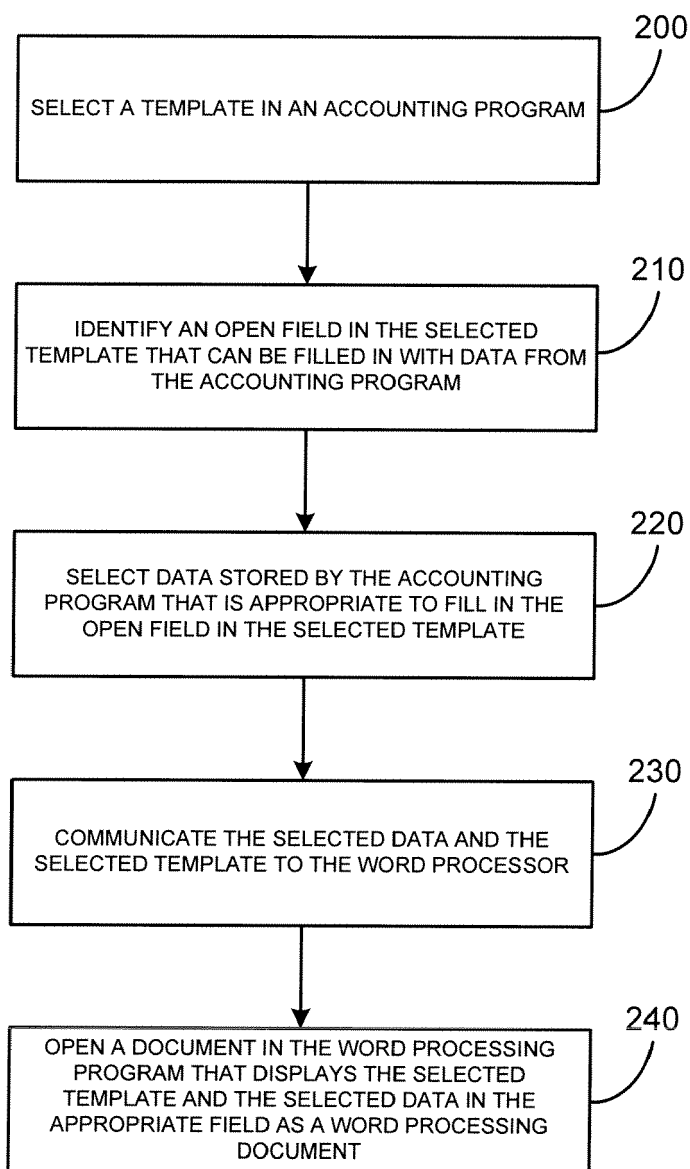 200
SELECT A TEMPLATE IN AN ACCOUNTING PROGRAM
210
IDENTIFY AN OPEN FIELD IN THE SELECTED
TEMPLATE THAT CAN BE FILLED IN WITH DATA FROM
THE ACCOUNTING PROGRAM
220
SELECT DATA STORED BY THE ACCOUNTING
PROGRAM THAT IS APPROPRIATE TO FILL IN THE
OPEN FIELD IN THE SELECTED TEMPLATE
230
COMMUNICATE THE SELECTED DATA AND THE
SELECTED TEMPLATE TO THE WORD PROCESSOR
240
OPEN A DOCUMENT IN THE WORD PROCESSING
PROGRAM THAT DISPLAYS THE SELECTED
TEMPLATE AND THE SELECTED DATA IN THE
APPROPRIATE FIELD AS A WORD PROCESSING
DOCUMENT